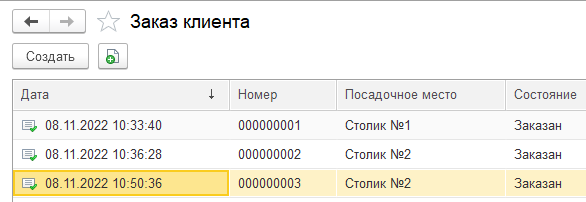 Заказ клиента
Создать
Дата ↓ Номер Посадочное место Состояние
08.11.2022 10:33:40 000000001 Столик №1 Заказан
08.11.2022 10:36:28 000000002 Столик №2 Заказан
08.11.2022 10:50:36 000000003 Столик №2 Заказан